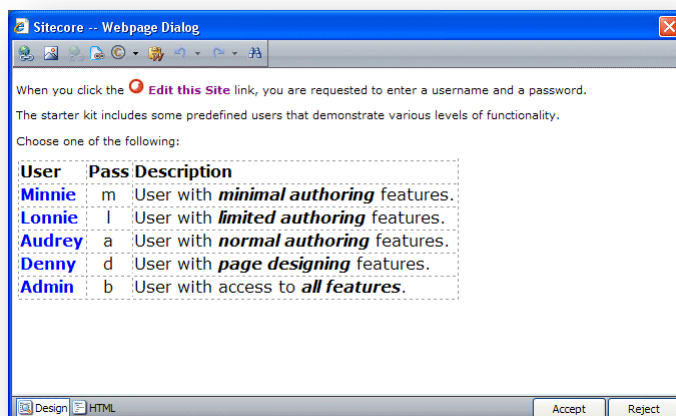 Sitecore -- Webpage Dialog
When you click the Edit this Site link, you are requested to enter a username and a password.
The starter kit includes some predefined users that demonstrate various levels of functionality.
Choose one of the following:
User Pass Description
Minnie m User with minimal authoring features.
Lonnie l User with limited authoring features.
Audrey a User with normal authoring features.
Denny d User with page designing features.
Admin b User with access to all features.
Design HTML Accept Reject